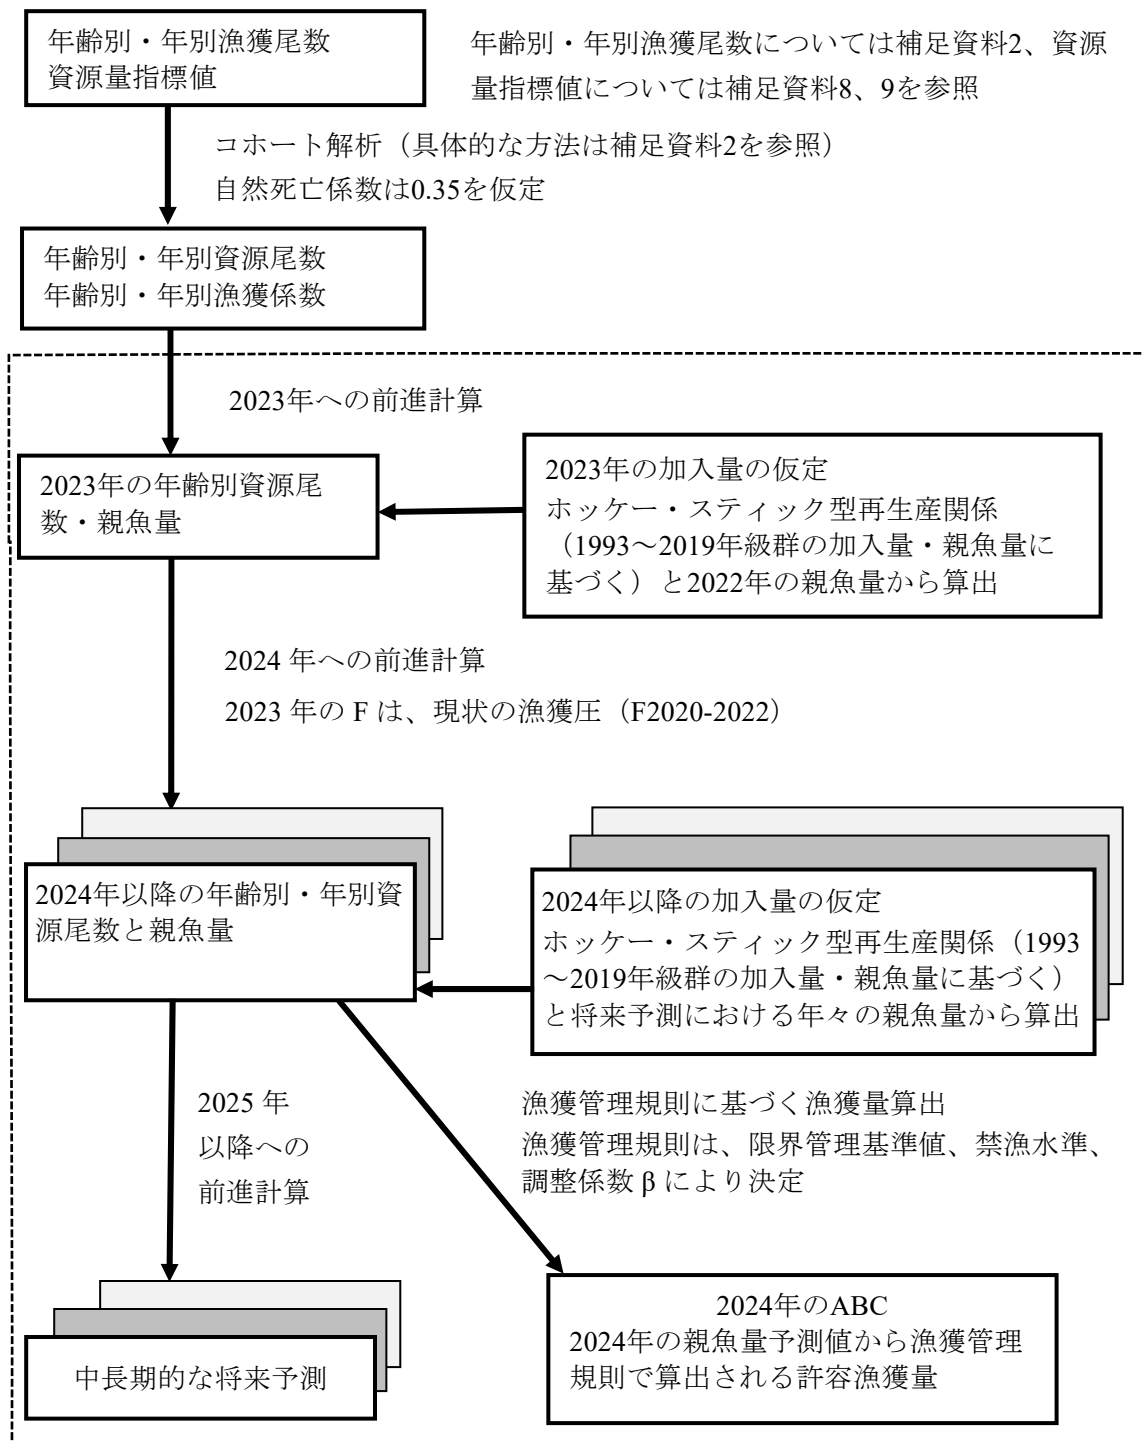 年齢別・年別漁獲尾数
資源量指標値
年齢別・年別漁獲尾数については補足資料2、資源
量指標値については補足資料8、9を参照
コホート解析（具体的な方法は補足資料2を参照）
自然死亡係数は0.35を仮定
年齢別・年別資源尾数
年齢別・年別漁獲係数
2023年への前進計算
2023年の年齢別資源尾
数・親魚量
2023年の加入量の仮定
ホッケー・スティック型再生産関係
（1993～2019年級群の加入量・親魚量に
基づく）と2022年の親魚量から算出
2024 年への前進計算
2023 年の F は、現状の漁獲圧（F2020-2022）
2024年以降の年齢別・年別資
源尾数と親魚量
2024年以降の加入量の仮定
ホッケー・スティック型再生産関係（1993
～2019年級群の加入量・親魚量に基づく）
と将来予測における年々の親魚量から算出
2025 年
以降への
前進計算
漁獲管理規則に基づく漁獲量算出
漁獲管理規則は、限界管理基準値、禁漁水準、
調整係数 β により決定
中長期的な将来予測
2024年のABC
2024年の親魚量予測値から漁獲管理
規則で算出される許容漁獲量